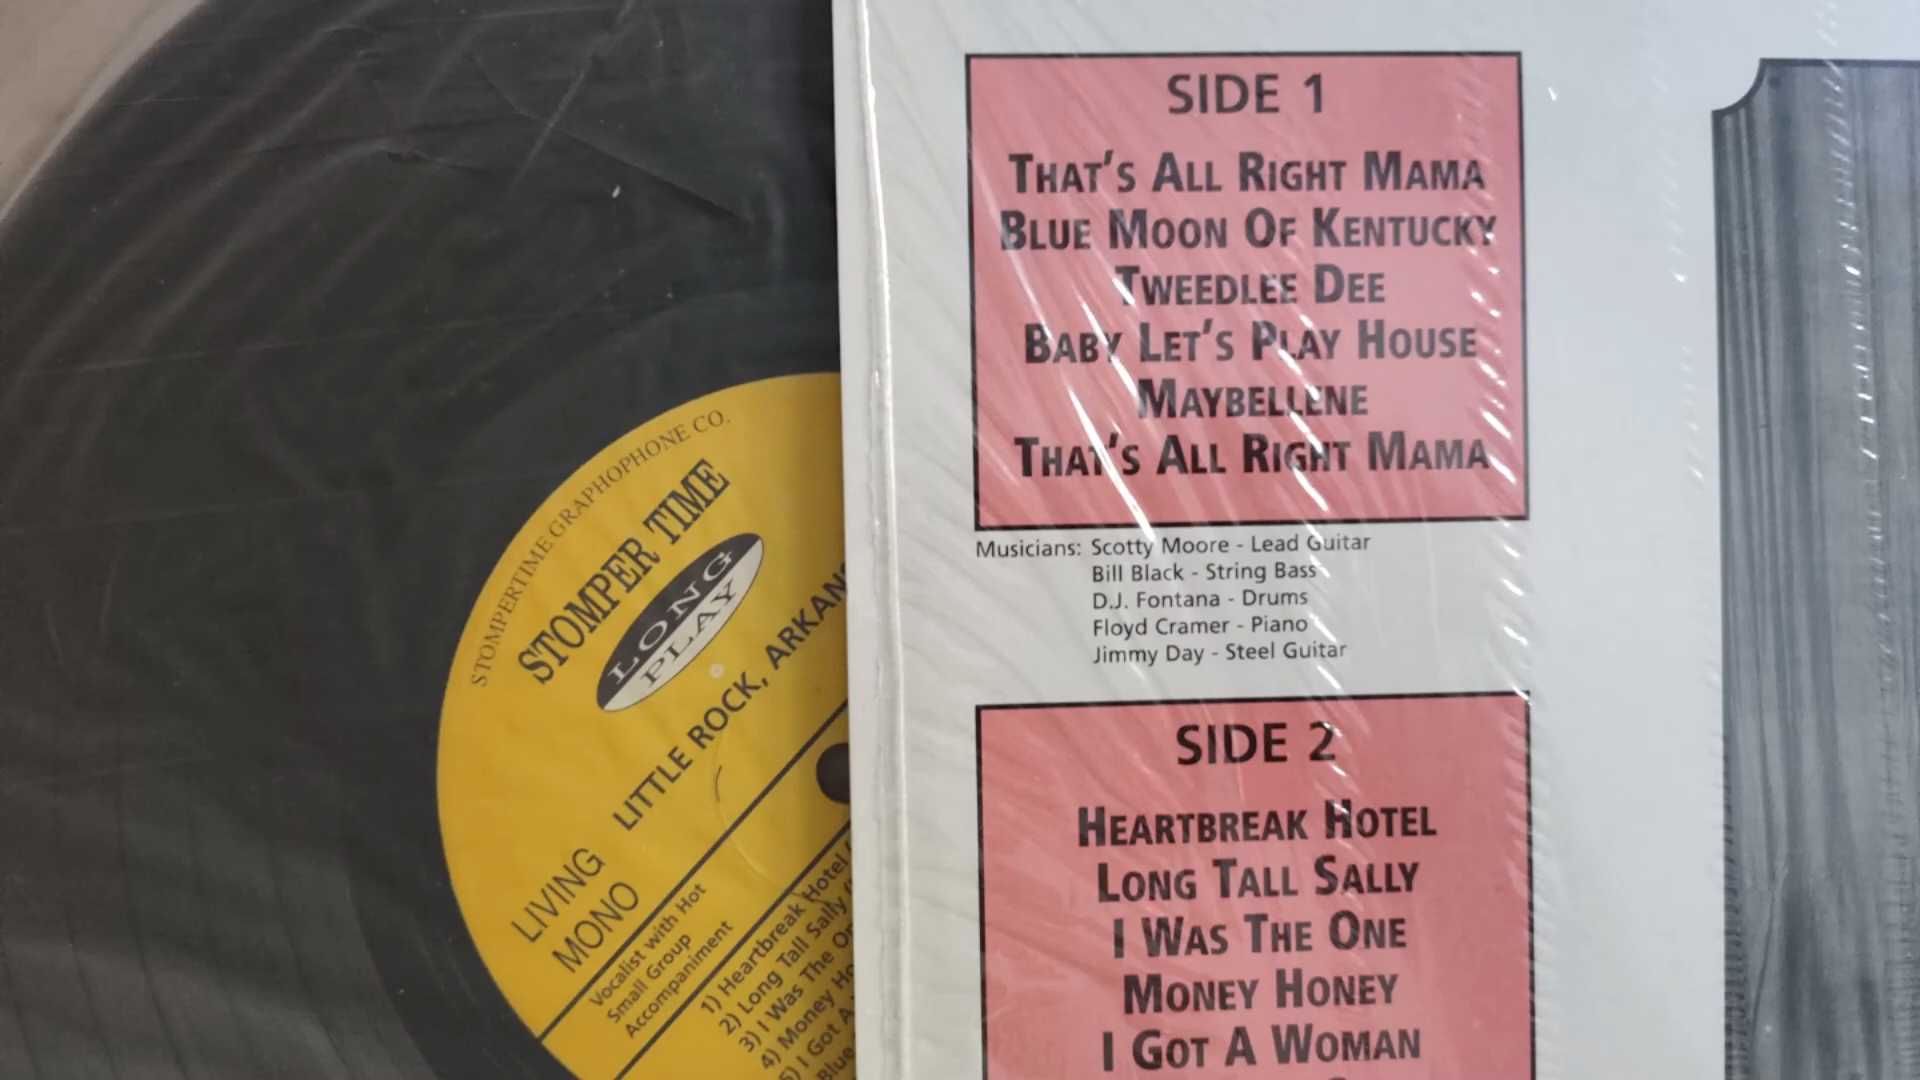 STOMPERTIME GRAPHOPHONE CO.
STOMPER TIME
LONG
PLAY
LITTLE ROCK, ARKANS
LIVING
MONO
Vocalist with Hot
Small Group
Accompaniment
1) Heartbreak Hotel
2) Long Tall Sally
3) I Was The On
4) Money Ho
5) I Got A
Blue
SIDE 1
THAT'S ALL RIGHT MAMA
BLUE MOON OF KENTUCKY
TWEEDLEE DEE
BABY LET'S PLAY HOUSE
MAYBELLENE
THAT'S ALL RIGHT MAMA
Musicians: Scotty Moore - Lead Guitar
Bill Black - String Bass
D.J. Fontana - Drums
Floyd Cramer - Piano
Jimmy Day - Steel Guitar
SIDE 2
HEARTBREAK HOTEL
LONG TALL SALLY
I WAS THE ONE
MONEY HONEY
I GOT A WOMAN